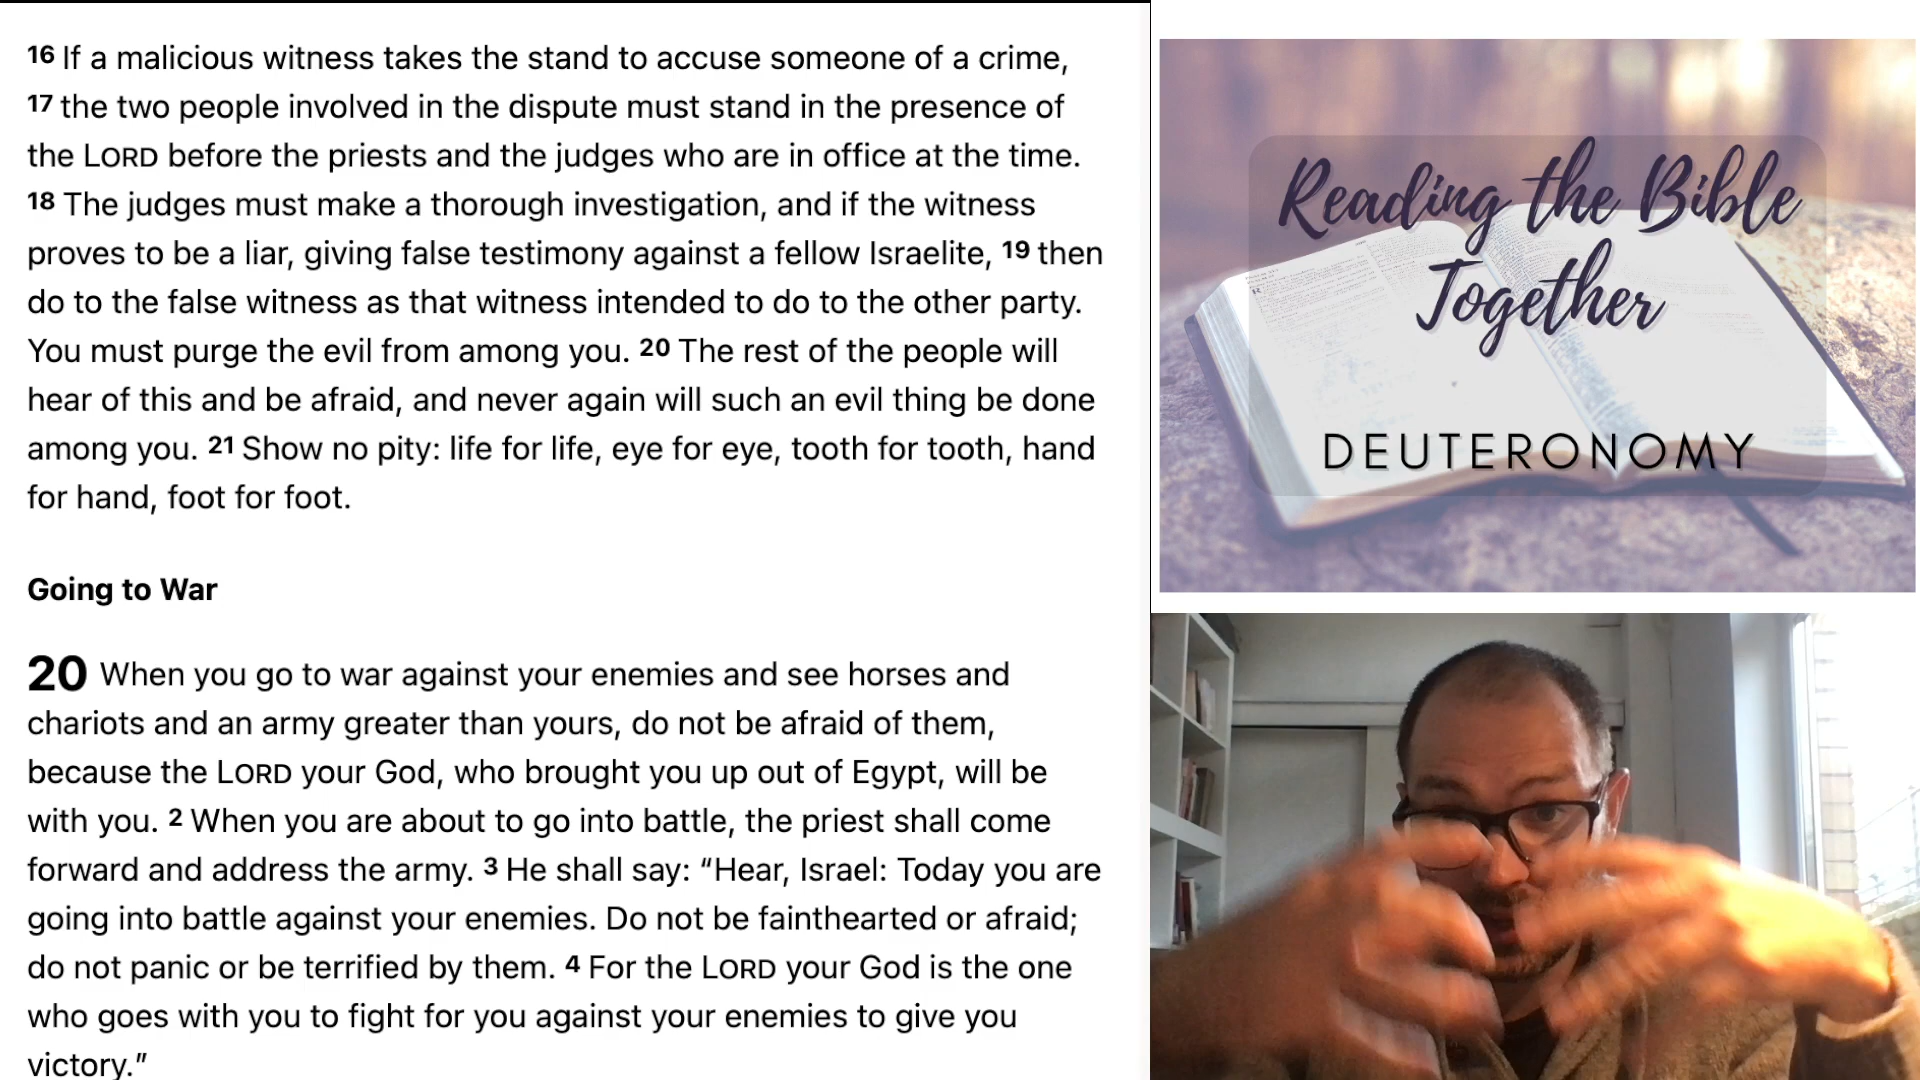 16 If a malicious witness takes the stand to accuse someone of a crime,
17 the two people involved in the dispute must stand in the presence of
the LORD before the priests and the judges who are in office at the time.
18 The judges must make a thorough investigation, and if the witness
proves to be a liar, giving false testimony against a fellow Israelite, 19 then
do to the false witness as that witness intended to do to the other party.
You must purge the evil from among you. 20 The rest of the people will
hear of this and be afraid, and never again will such an evil thing be done
among you. 21 Show no pity: life for life, eye for eye, tooth for tooth, hand
for hand, foot for foot.
Going to War
20 When you go to war against your enemies and see horses and
chariots and an army greater than yours, do not be afraid of them,
because the LORD your God, who brought you up out of Egypt, will be
with you. 2 When you are about to go into battle, the priest shall come
forward and address the army. 3 He shall say: “Hear, Israel: Today you are
going into battle against your enemies. Do not be fainthearted or afraid;
do not panic or be terrified by them. 4 For the LORD your God is the one
who goes with you to fight for you against your enemies to give you
victory.”
Reading the Bible
Together
DEUTERONOMY